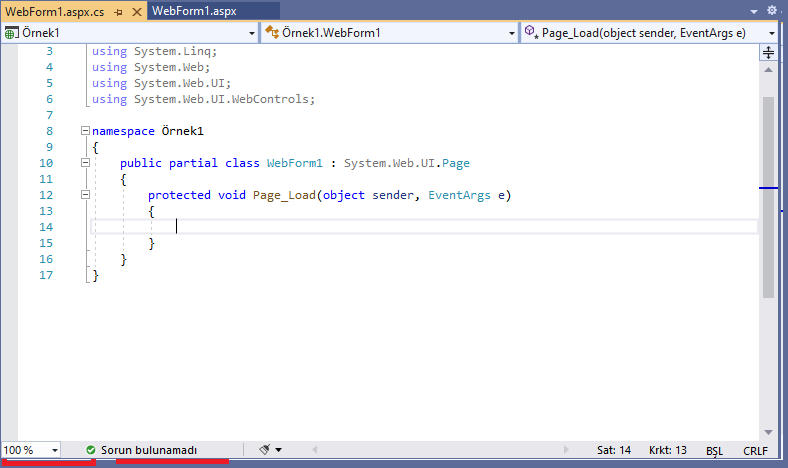 WebForm1.aspx.cs WebForm1.aspx
Örnek1 Örnek1.WebForm1 Page_Load(object sender, EventArgs e)
3 using System.Linq;
4 using System.Web;
5 using System.Web.UI;
6 using System.Web.UI.WebControls;
7
8 namespace Örnek1
9 {
10 public partial class WebForm1 : System.Web.UI.Page
11 {
12 protected void Page_Load(object sender, EventArgs e)
13 {
14
15 }
16 }
17 }
100 % Sorun bulunamadı Sat: 14 Krkt: 13 BŞL CRLF